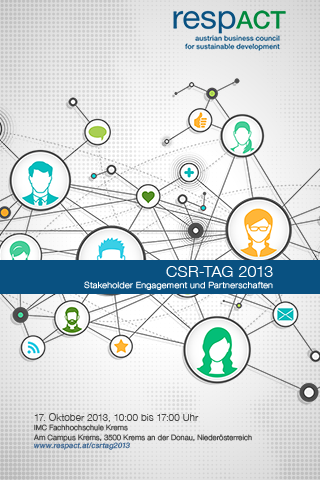 respACT
austrian business council
for sustainable development
CSR-TAG 2013
Stakeholder Engagement und Partnerschaften
17. Oktober 2013, 10:00 bis 17:00 Uhr
IMC Fachhochschule Krems
Am Campus Krems, 3500 Krems an der Donau, Niederösterreich
www.respact.at/csrtag2013